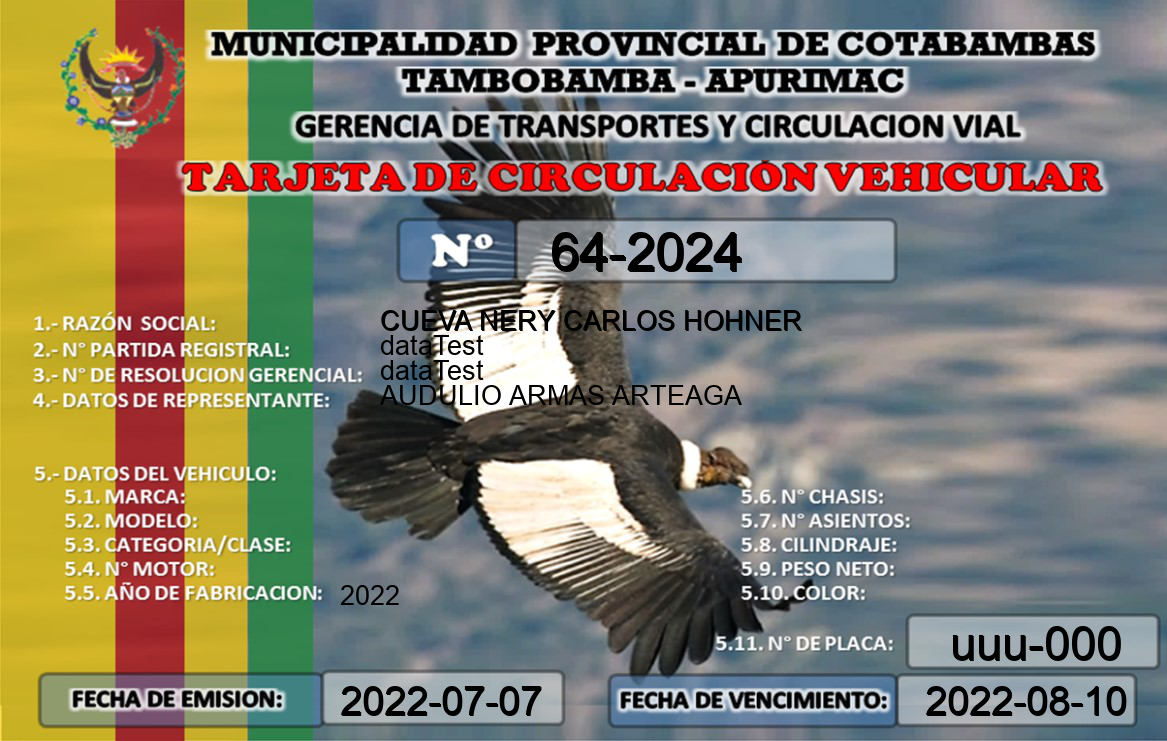 MUNICIPALIDAD PROVINCIAL DE COTABAMBAS
TAMBOBAMBA - APURIMAC
GERENCIA DE TRANSPORTES Y CIRCULACION VIAL
TARJETA DE CIRCULACIÓN VEHICULAR
Nº 64-2024
1.- RAZÓN SOCIAL: CUEVA NERY CARLOS HOHNER
2.- N° PARTIDA REGISTRAL: dataTest
3.- N° DE RESOLUCION GERENCIAL: dataTest
4.- DATOS DE REPRESENTANTE: AUDULIO ARMAS ARTEAGA
5.- DATOS DEL VEHICULO:
5.1. MARCA:
5.2. MODELO:
5.3. CATEGORIA/CLASE:
5.4. N° MOTOR:
5.5. AÑO DE FABRICACION: 2022
5.6. N° CHASIS:
5.7. N° ASIENTOS:
5.8. CILINDRAJE:
5.9. PESO NETO:
5.10. COLOR:
5.11. N° DE PLACA: uuu-000
FECHA DE EMISION: 2022-07-07
FECHA DE VENCIMIENTO: 2022-08-10